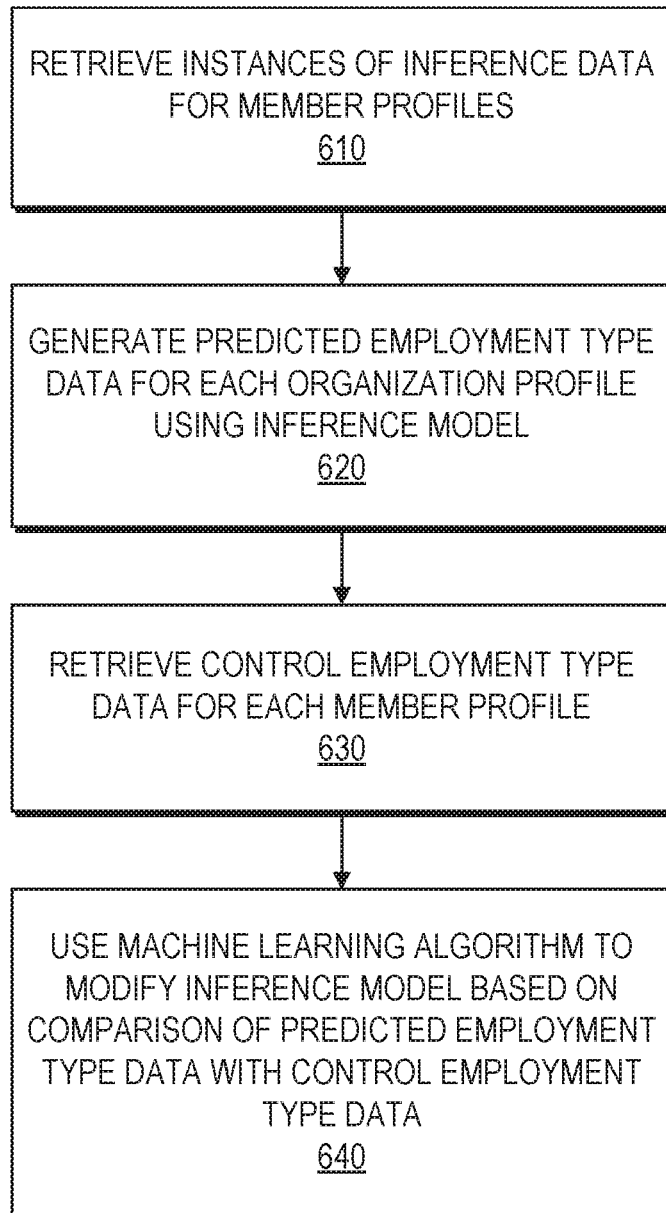 RETRIEVE INSTANCES OF INFERENCE DATA
FOR MEMBER PROFILES
610
GENERATE PREDICTED EMPLOYMENT TYPE
DATA FOR EACH ORGANIZATION PROFILE
USING INFERENCE MODEL
620
RETRIEVE CONTROL EMPLOYMENT TYPE
DATA FOR EACH MEMBER PROFILE
630
USE MACHINE LEARNING ALGORITHM TO
MODIFY INFERENCE MODEL BASED ON
COMPARISON OF PREDICTED EMPLOYMENT
TYPE DATA WITH CONTROL EMPLOYMENT
TYPE DATA
640